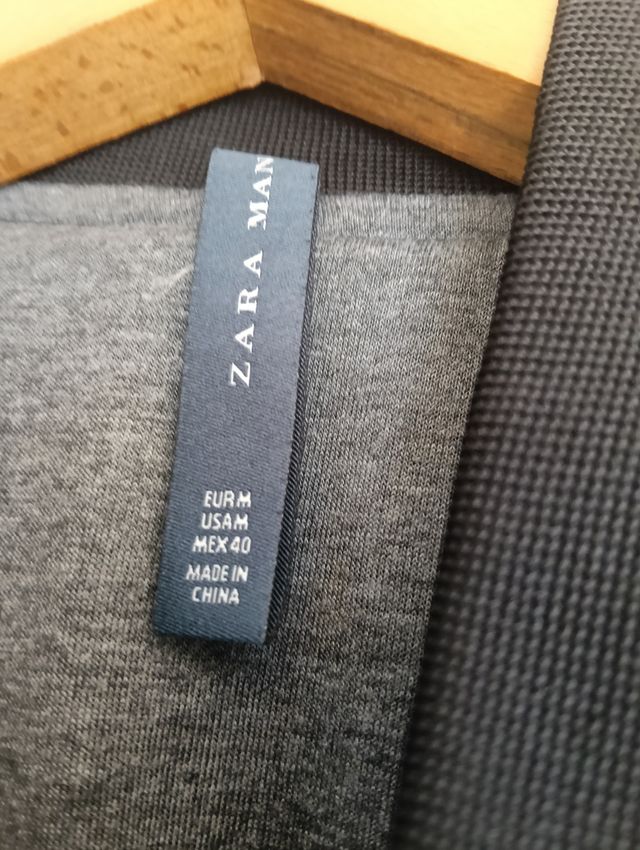 ZARA MAN
EUR M
USA M
MEX 40
MADE IN
CHINA